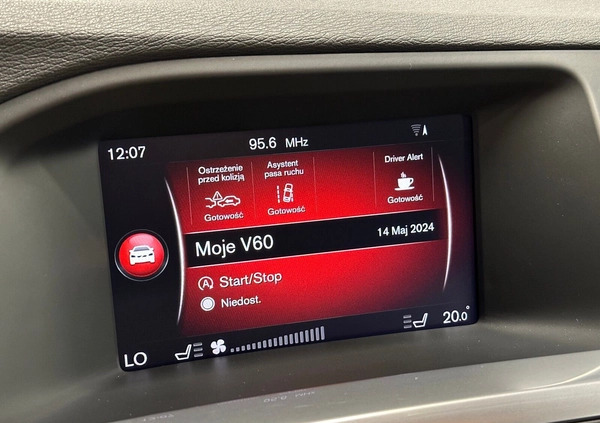 12:07
95.6 MHz
Ostrzeżenie
przed kolizją
Gotowość
Asystent
pasa ruchu
Gotowość
Driver Alert
Gotowość
Moje V60
14 Maj 2024
A Start/Stop
Niedost.
LO
20.0°